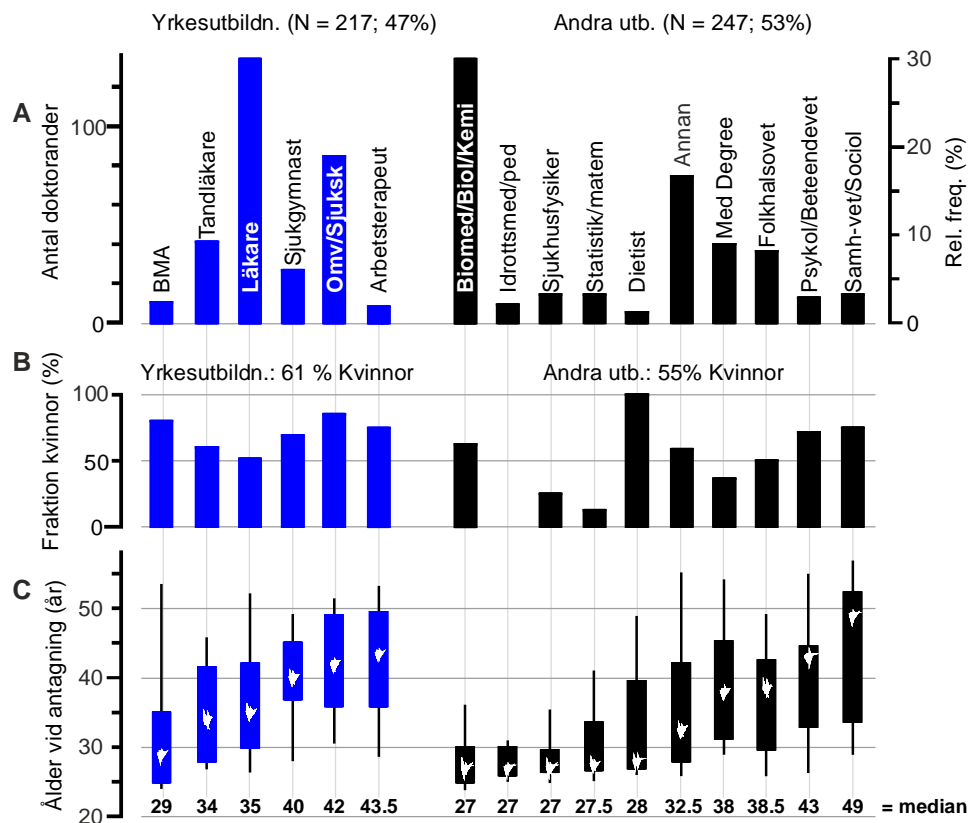 Yrkesutbildn. (N = 217; 47%)
Andra utb. (N = 247; 53%)
A
Antal doktorander
100
0
BMA
Tandläkare
Läkare
Sjukgymnast
Omv/Sjuksk
Arbetsterapeut
Biomed/Biol/Kemi
Idrottsmed/ped
Sjukhusfysiker
Statistik/matem
Dietist
Annan
Med Degree
Folkhalsovet
Psykol/Beteendevet
Samh-vet/Sociol
30
20
10
0
Rel. freq. (%)
B
Yrkesutbildn.: 61 % Kvinnor
Andra utb.: 55% Kvinnor
Fraktion kvinnor (%)
100
50
0
C
Ålder vid antagning (år)
50
40
30
20
29 34 35 40 42 43.5 27 27 27 27.5 28 32.5 38 38.5 43 49 = median